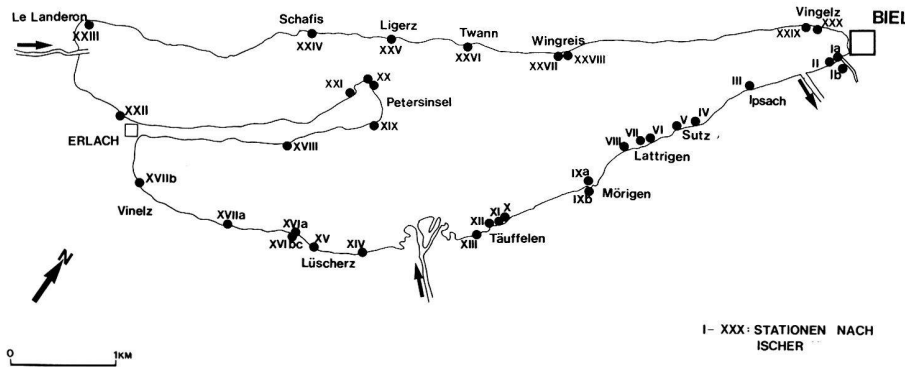 Le Landeron
XXIII
Schafis
XXIV
Ligerz
XXV
Twann
XXVI
Wingreis
XXVII
XXVIII
Vingelz
XXIX
XXX
BIEL
Ia
II
Ib
III
Ipsach
IV
V
Sutz
VI
VII
VIII
Lattrigen
XX
XXI
Petersinsel
XIX
XXII
ERLACH
XVIII
IXa
IXb
Mörigen
XVIIb
Vinelz
XVIIa
XVIa
XVIbc
XV
XIV
Lüscherz
X
XI
XII
XIII
Täuffelen
N
0 1KM
I- XXX: STATIONEN NACH
ISCHER